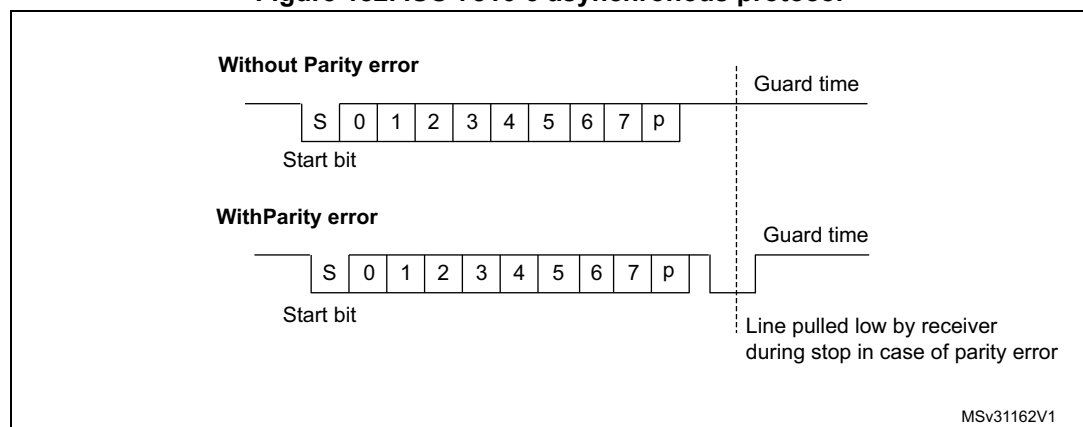 Without Parity error
Guard time
S 0 1 2 3 4 5 6 7 p
Start bit
WithParity error
Guard time
S 0 1 2 3 4 5 6 7 p
Start bit
Line pulled low by receiver
during stop in case of parity error
MSv31162V1